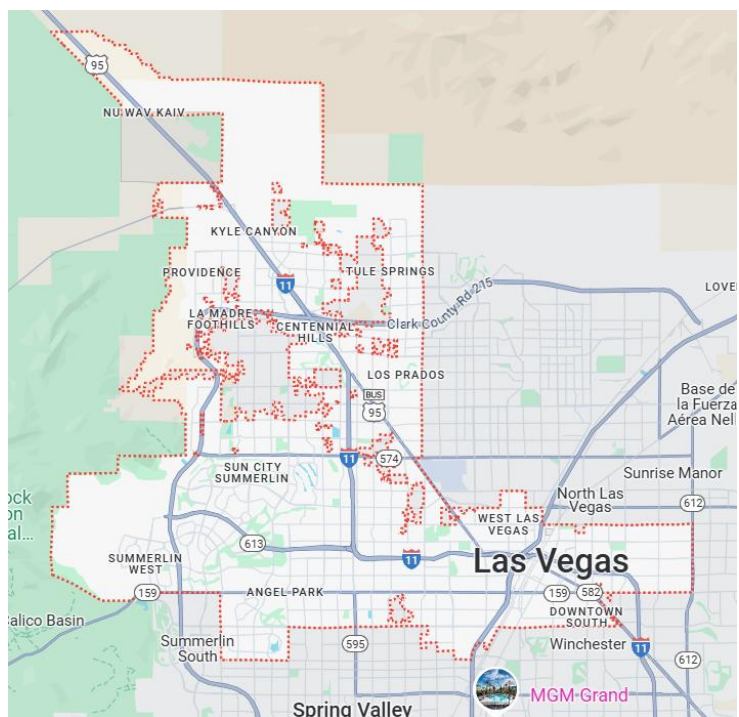 95
NU WAV KAIV
KYLE CANYON
PROVIDENCE
TULE SPRINGS
11
LA MADRE
FOOTHILLS
CENTENNIAL
HILLS
Clark County Rd 215
LOVE
LOS PRADOS
BUS
95
Base de
la Fuerza
Aérea Nell
574
11
SUN CITY
SUMMERLIN
Sunrise Manor
North Las
Vegas
612
ock
on
al...
WEST LAS
VEGAS
613
SUMMERLIN
WEST
11
Las Vegas
159
ANGEL PARK
159
582
DOWNTOWN
SOUTH
Calico Basin
Summerlin
South
595
Winchester
11
612
MGM Grand
Spring Valley